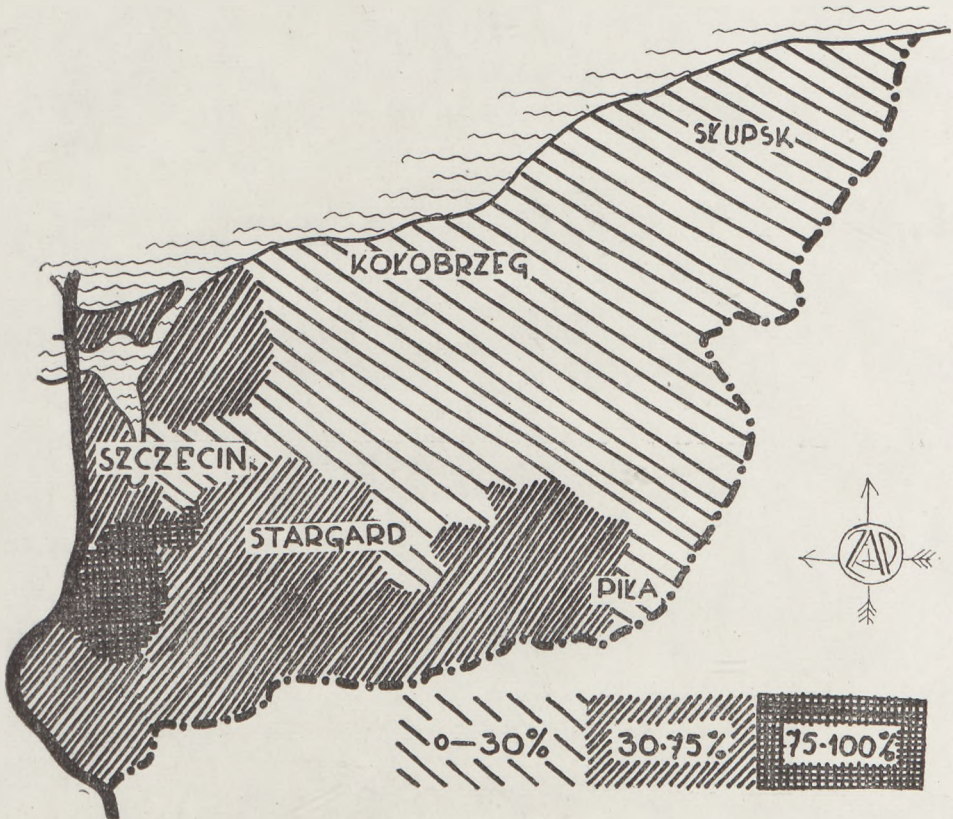 SŁUPSK
KOŁOBRZEG
SZCZECIN
STARGARD
PIŁA
ZAP
0-30%
30-75%
75-100%